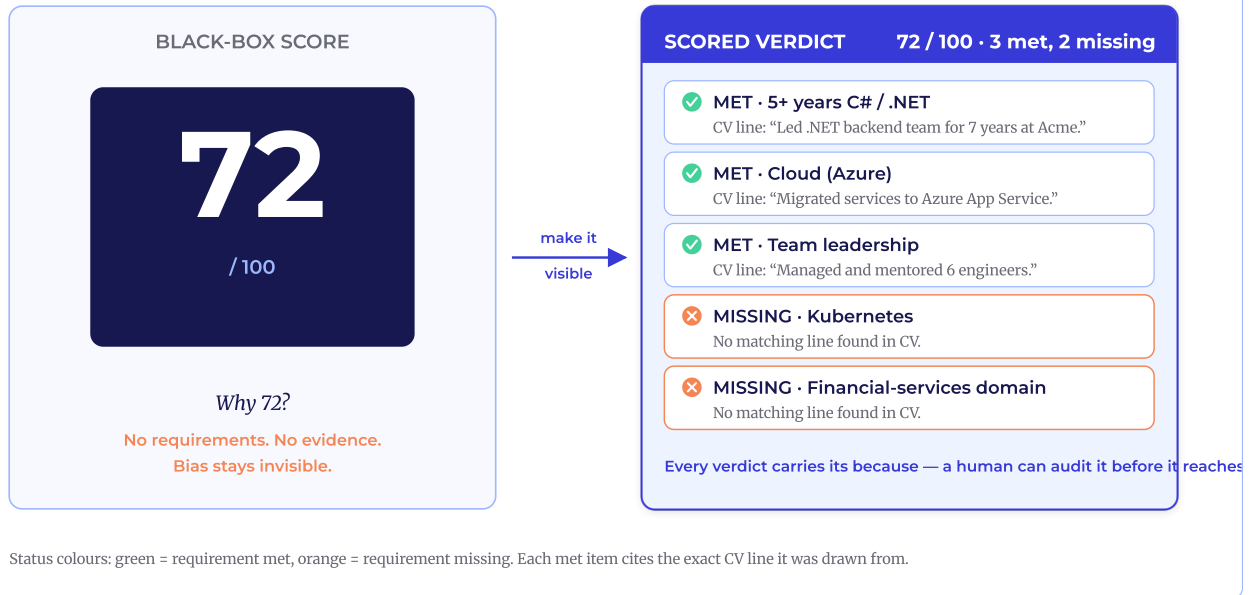 BLACK-BOX SCORE
72
/ 100
Why 72?
No requirements. No evidence.
Bias stays invisible.
make it
visible
SCORED VERDICT
72 / 100 · 3 met, 2 missing
MET · 5+ years C# / .NET
CV line: “Led .NET backend team for 7 years at Acme.”
MET · Cloud (Azure)
CV line: “Migrated services to Azure App Service.”
MET · Team leadership
CV line: “Managed and mentored 6 engineers.”
MISSING · Kubernetes
No matching line found in CV.
MISSING · Financial-services domain
No matching line found in CV.
Every verdict carries its because — a human can audit it before it reaches
Status colours: green = requirement met, orange = requirement missing. Each met item cites the exact CV line it was drawn from.